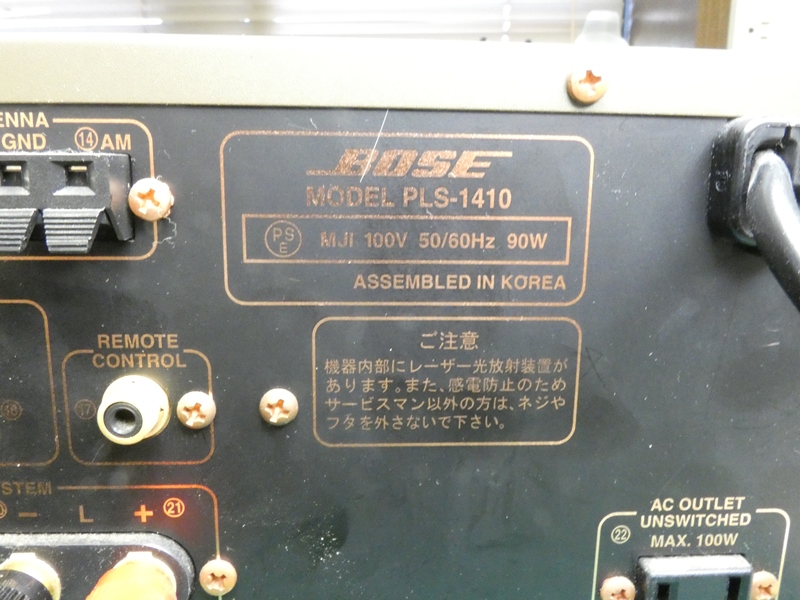 ENNA
GND ⑭ AM
BOSE
MODEL PLS-1410
PS
E
MJI 100V 50/60Hz 90W
ASSEMBLED IN KOREA
REMOTE
CONTROL
⑰
⑱
ご注意
機器内部にレーザー光放射装置が
あります。また、感電防止のため
サービスマン以外の方は、ネジや
フタを外さないで下さい。
STEM
− L + ㉑
AC OUTLET
UNSWITCHED
㉒ MAX. 100W